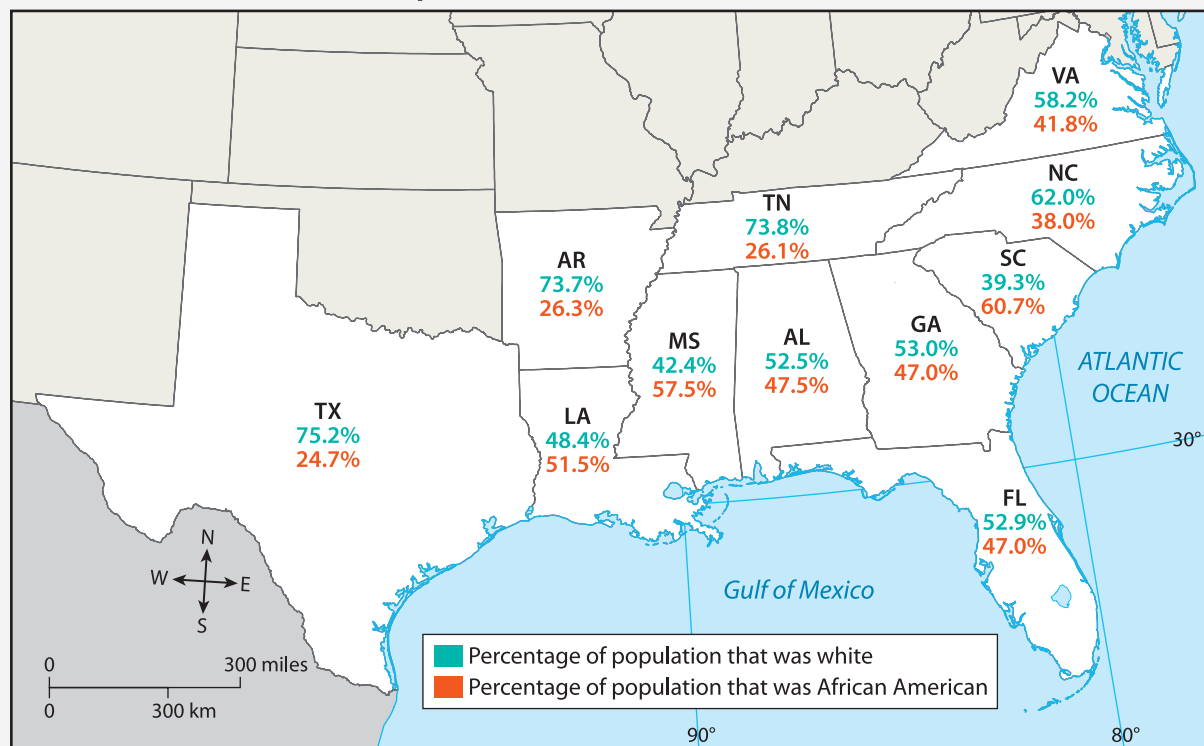 VA
58.2%
41.8%
NC
62.0%
38.0%
TN
73.8%
26.1%
SC
39.3%
60.7%
AR
73.7%
26.3%
GA
53.0%
47.0%
MS
42.4%
57.5%
AL
52.5%
47.5%
ATLANTIC
OCEAN
TX
75.2%
24.7%
LA
48.4%
51.5%
30°
FL
52.9%
47.0%
N
W
E
S
Gulf of Mexico
0
300 miles
0
300 km
Percentage of population that was white
Percentage of population that was African American
90°
80°